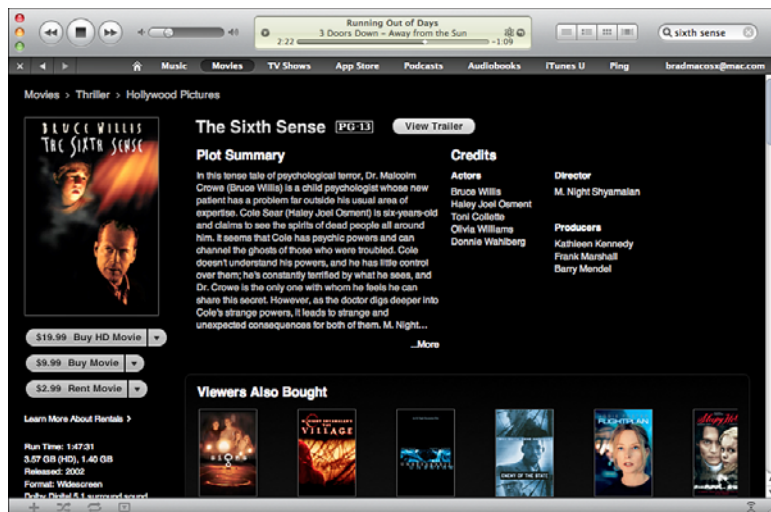 Running Out of Days
3 Doors Down – Away from the Sun
2:22
-1:09
sixth sense
Music Movies TV Shows App Store Podcasts Audiobooks iTunes U Ping bradmacosx@mac.com
Movies > Thriller > Hollywood Pictures
BRUCE WILLIS
THE SIXTH SENSE
The Sixth Sense PG-13 View Trailer
Plot Summary
In this tense tale of psychological terror, Dr. Malcolm
Crowe (Bruce Willis) is a child psychologist whose new
patient has a problem far outside his usual area of
expertise. Cole Sear (Haley Joel Osment) is six-years-old
and claims to see the spirits of dead people all around
him. It seems that Cole has psychic powers and can
channel the ghosts of those who were troubled. Cole
doesn't understand his powers, and he has little control
over them; he's constantly terrified by what he sees, and
Dr. Crowe is the only one with whom he feels he can
share this secret. However, as the doctor digs deeper into
Cole's strange powers, it leads to strange and
unexpected consequences for both of them. M. Night...
...More
Credits
Actors
Bruce Willis
Haley Joel Osment
Toni Collette
Olivia Williams
Donnie Wahlberg
Director
M. Night Shyamalan
Producers
Kathleen Kennedy
Frank Marshall
Barry Mendel
$19.99 Buy HD Movie
$9.99 Buy Movie
$2.99 Rent Movie
Learn More About Rentals >
Run Time: 1:47:31
3.57 GB (HD), 1.40 GB
Released: 2002
Format: Widescreen
Dolby Digital 5.1 surround sound
Viewers Also Bought
SIGNS
VILLAGE
ENEMY OF THE STATE
FLIGHTPLAN